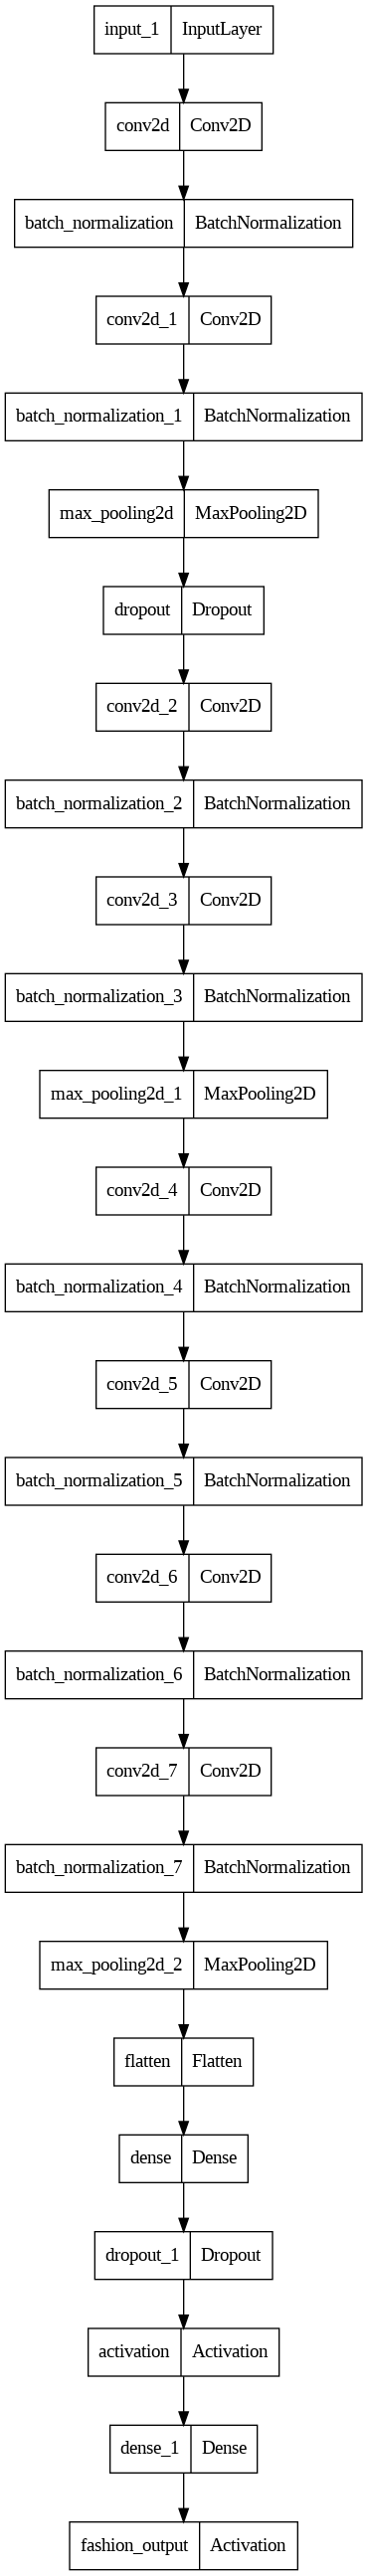 input_1 InputLayer
conv2d Conv2D
batch_normalization BatchNormalization
conv2d_1 Conv2D
batch_normalization_1 BatchNormalization
max_pooling2d MaxPooling2D
dropout Dropout
conv2d_2 Conv2D
batch_normalization_2 BatchNormalization
conv2d_3 Conv2D
batch_normalization_3 BatchNormalization
max_pooling2d_1 MaxPooling2D
conv2d_4 Conv2D
batch_normalization_4 BatchNormalization
conv2d_5 Conv2D
batch_normalization_5 BatchNormalization
conv2d_6 Conv2D
batch_normalization_6 BatchNormalization
conv2d_7 Conv2D
batch_normalization_7 BatchNormalization
max_pooling2d_2 MaxPooling2D
flatten Flatten
dense Dense
dropout_1 Dropout
activation Activation
dense_1 Dense
fashion_output Activation